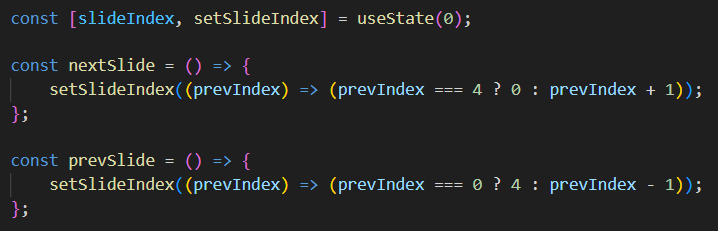 const [slideIndex, setSlideIndex] = useState(0);

const nextSlide = () => {
    setSlideIndex((prevIndex) => (prevIndex === 4 ? 0 : prevIndex + 1));
};

const prevSlide = () => {
    setSlideIndex((prevIndex) => (prevIndex === 0 ? 4 : prevIndex - 1));
};